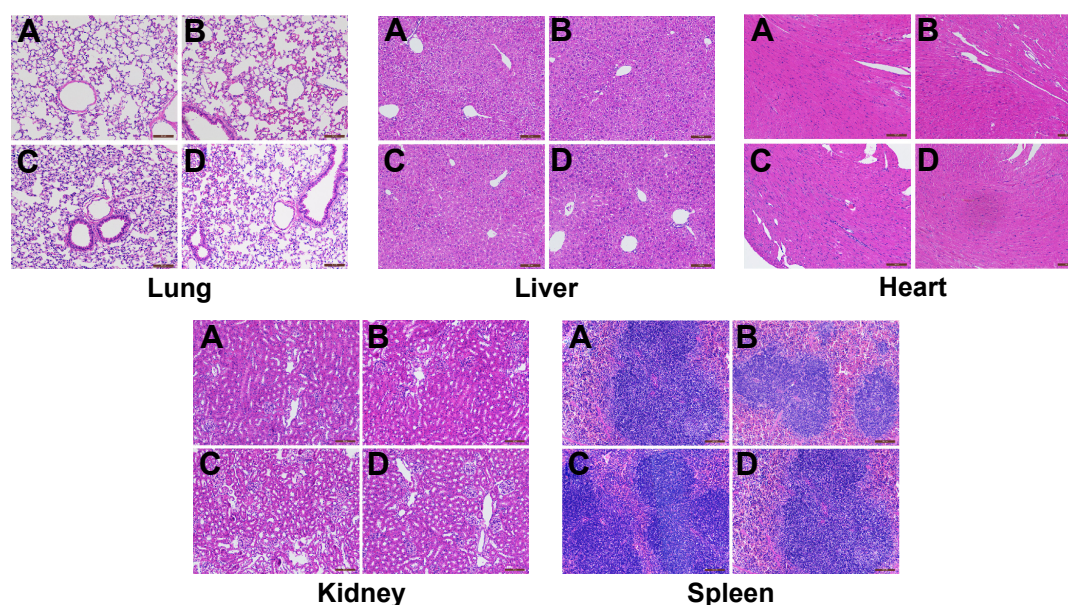 A B A B A B
C D C D C D
Lung Liver Heart
A B A B
C D C D
Kidney Spleen